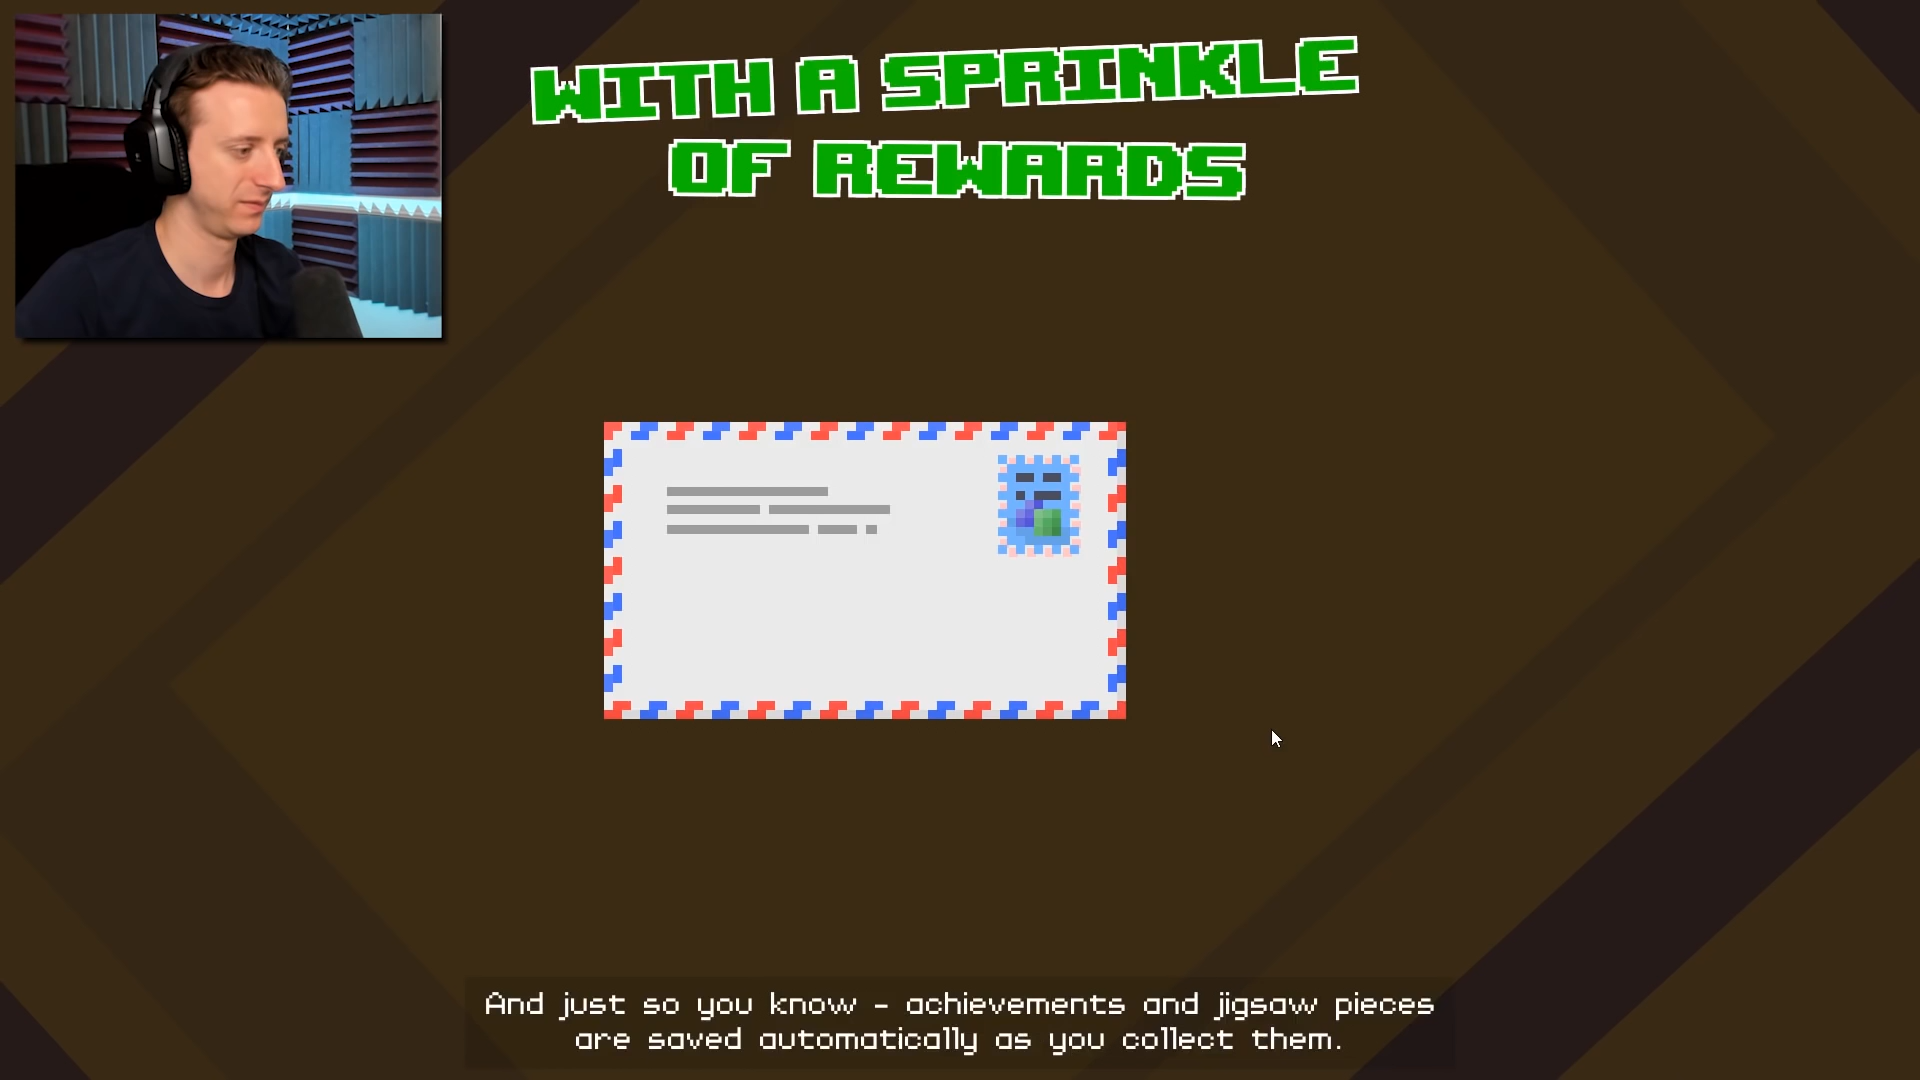 WITH A SPRINKLE
OF REWARDS
And just so you know - achievements and jigsaw pieces
are saved automatically as you collect them.